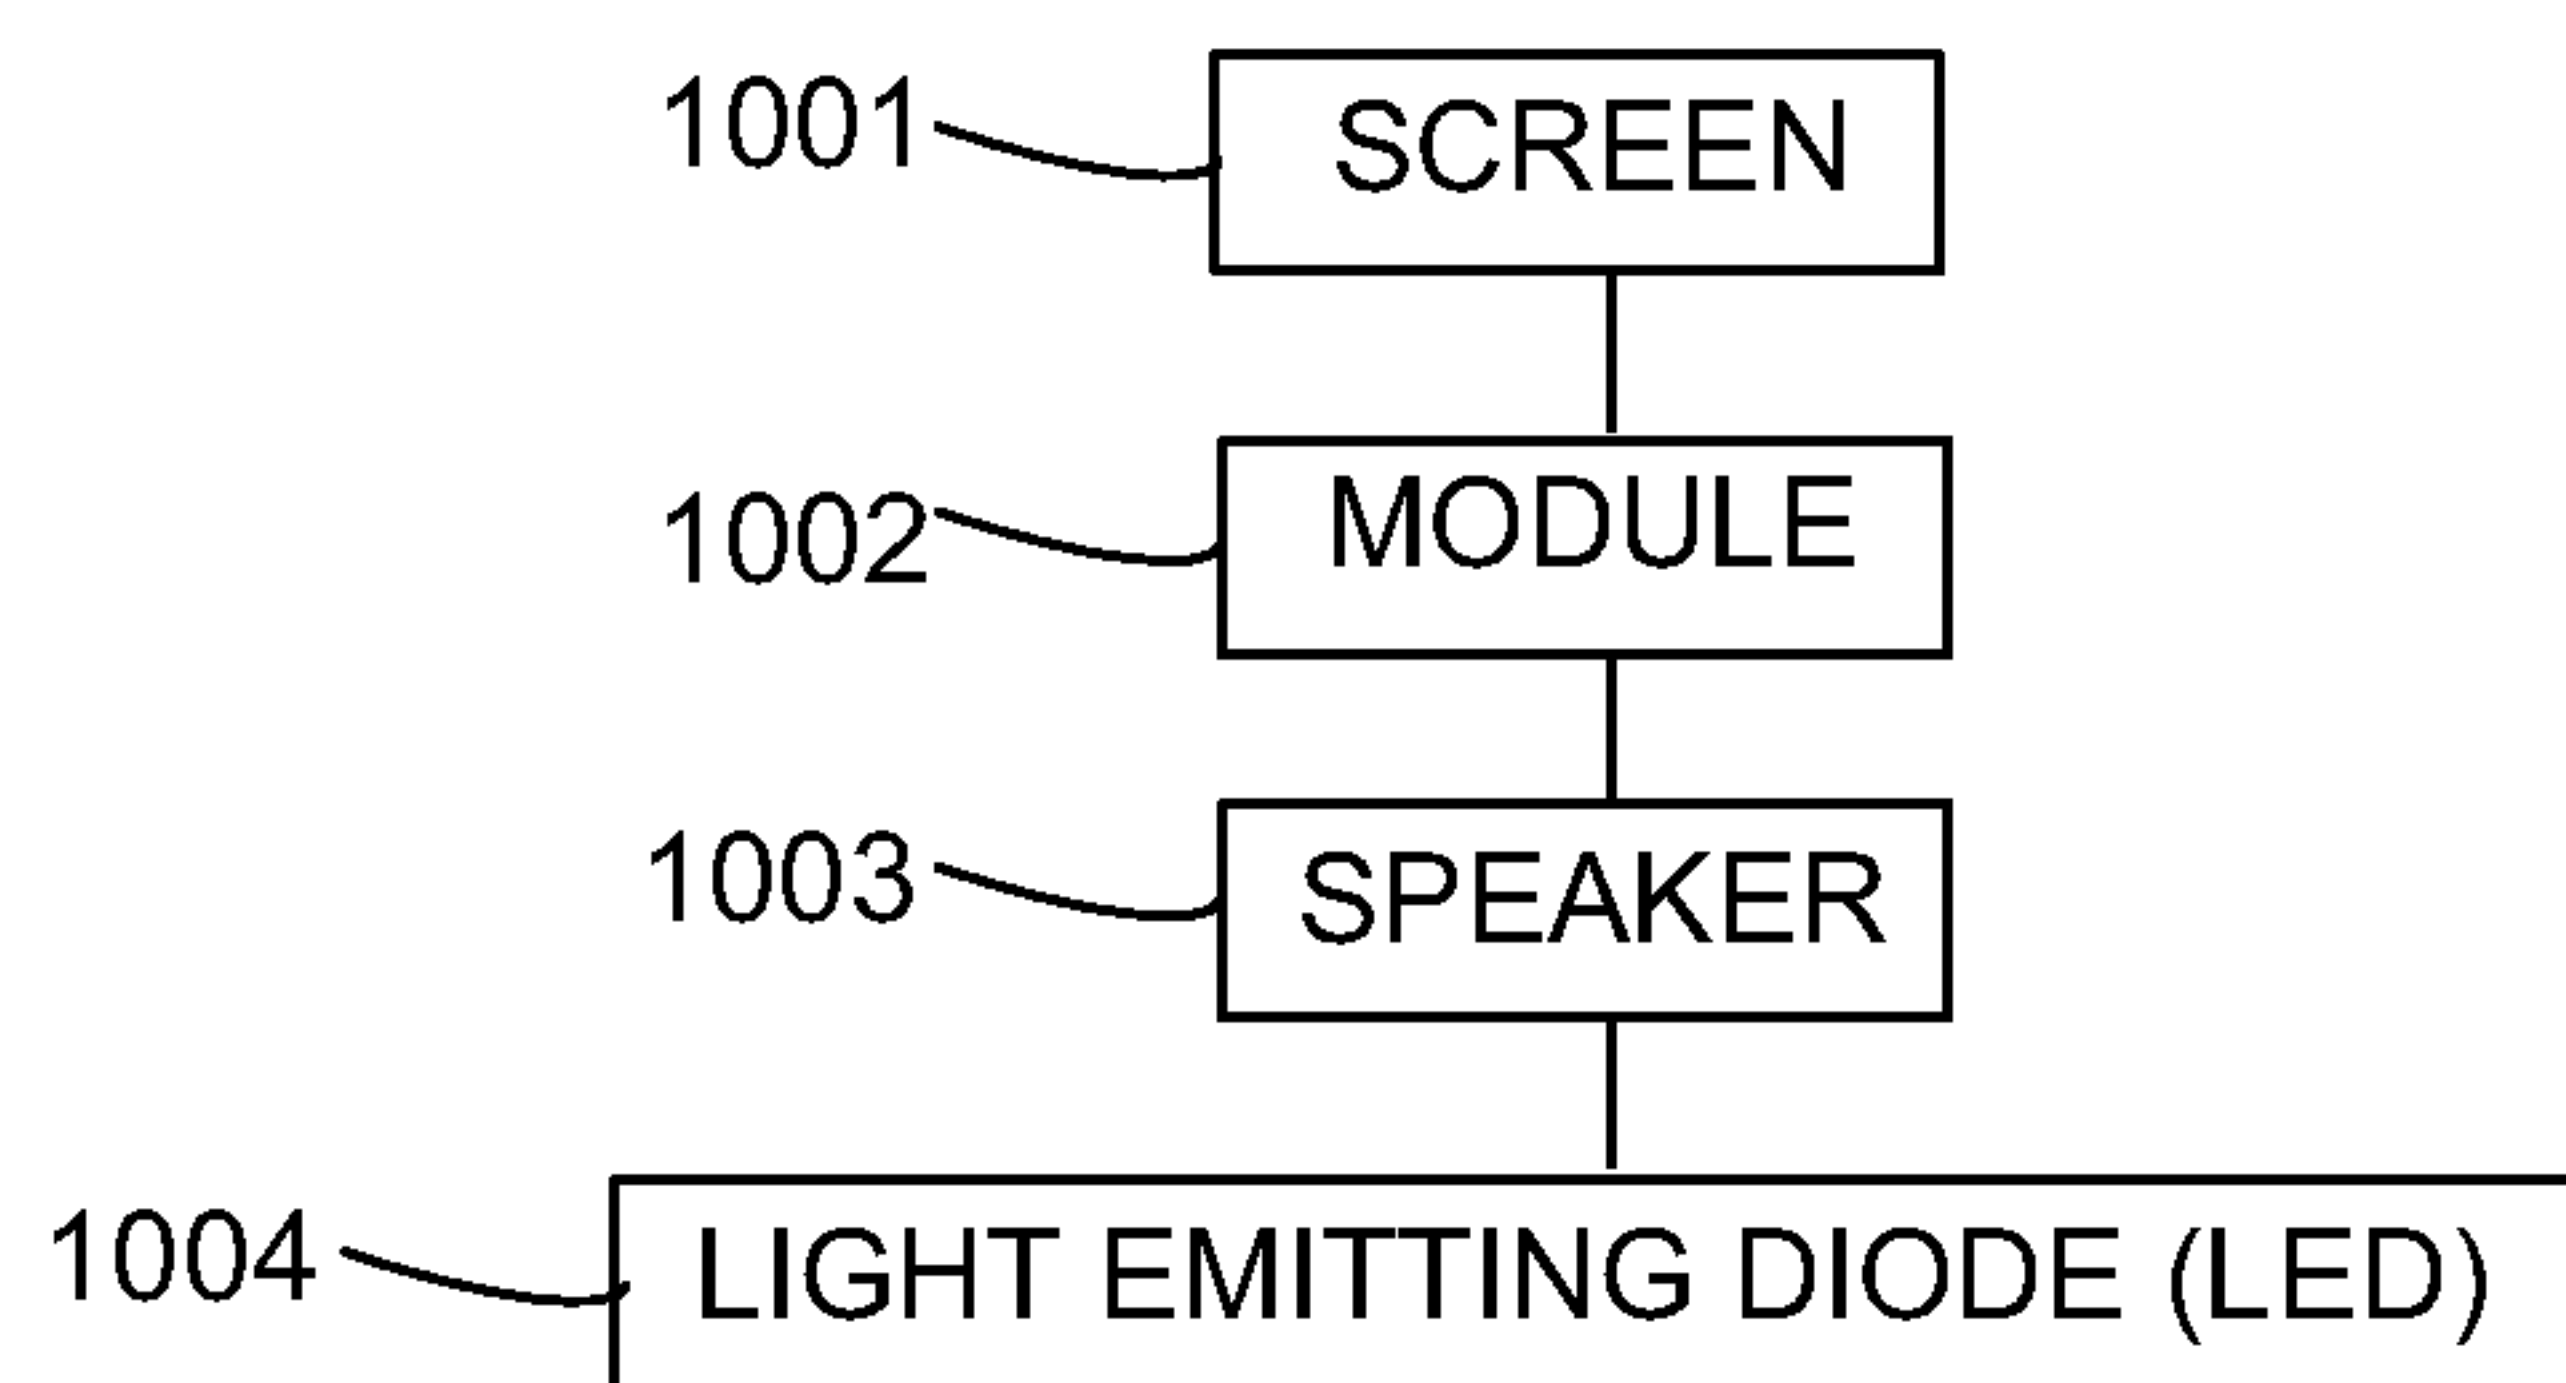 1001 SCREEN
1002 MODULE
1003 SPEAKER
1004 LIGHT EMITTING DIODE (LED)